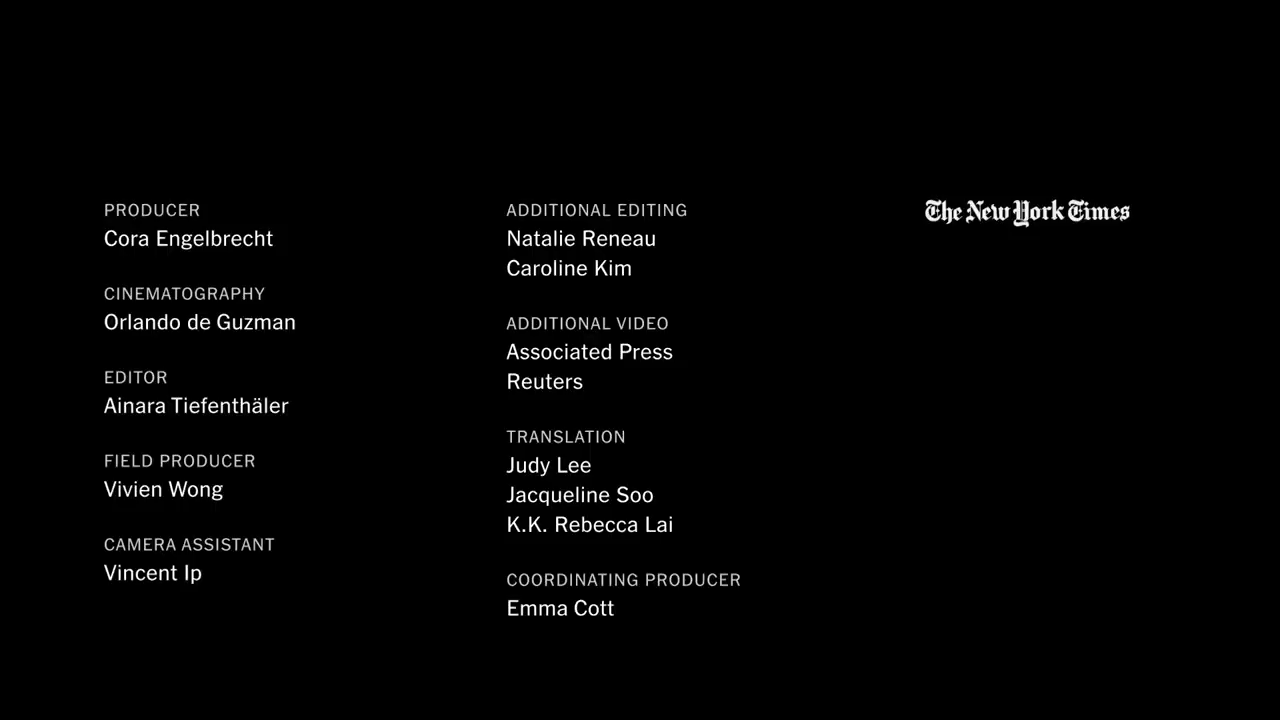 PRODUCER
Cora Engelbrecht
CINEMATOGRAPHY
Orlando de Guzman
EDITOR
Ainara Tiefenthäler
FIELD PRODUCER
Vivien Wong
CAMERA ASSISTANT
Vincent Ip
ADDITIONAL EDITING
Natalie Reneau
Caroline Kim
ADDITIONAL VIDEO
Associated Press
Reuters
TRANSLATION
Judy Lee
Jacqueline Soo
K.K. Rebecca Lai
COORDINATING PRODUCER
Emma Cott
The New York Times